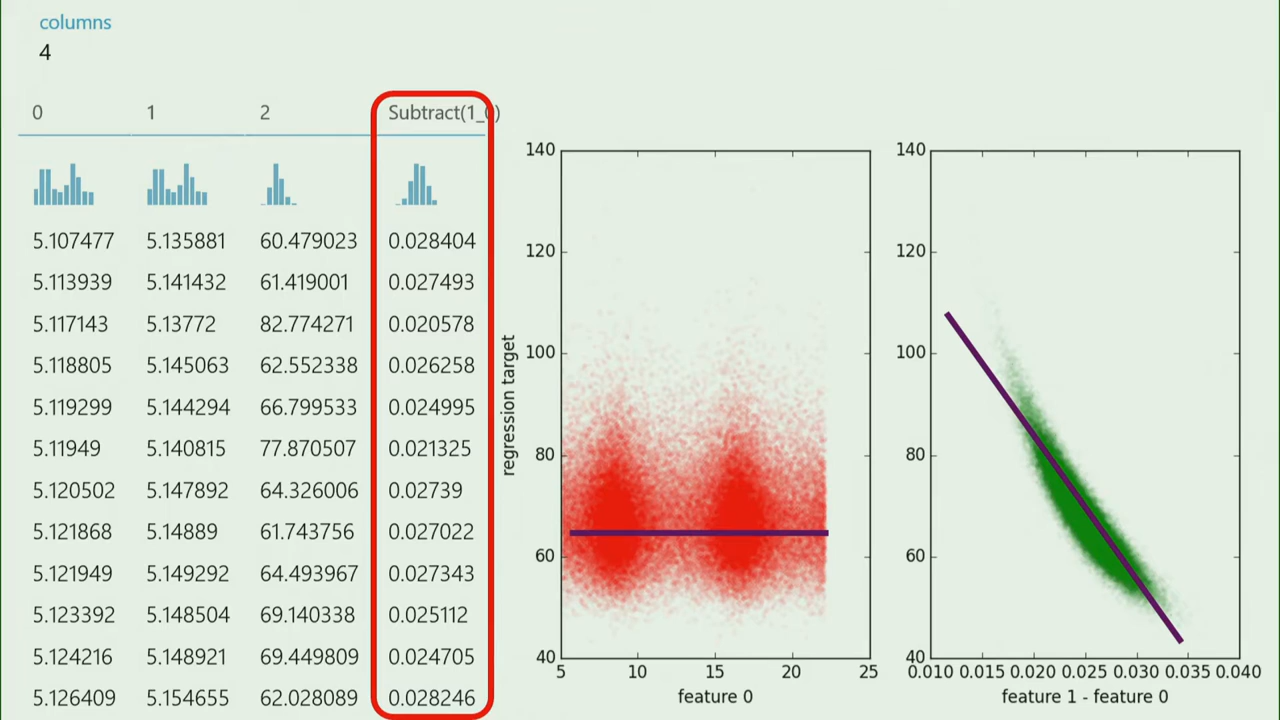 columns
4
0 1 2 Subtract(1_0)
5.107477 5.135881 60.479023 0.028404
5.113939 5.141432 61.419001 0.027493
5.117143 5.13772 82.774271 0.020578
5.118805 5.145063 62.552338 0.026258
5.119299 5.144294 66.799533 0.024995
5.11949 5.140815 77.870507 0.021325
5.120502 5.147892 64.326006 0.02739
5.121868 5.14889 61.743756 0.027022
5.121949 5.149292 64.493967 0.027343
5.123392 5.148504 69.140338 0.025112
5.124216 5.148921 69.449809 0.024705
5.126409 5.154655 62.028089 0.028246
regression target
140
120
100
80
60
40
5 10 15 20 25
feature 0
140
120
100
80
60
40
0.010 0.015 0.020 0.025 0.030 0.035 0.040
feature 1 - feature 0